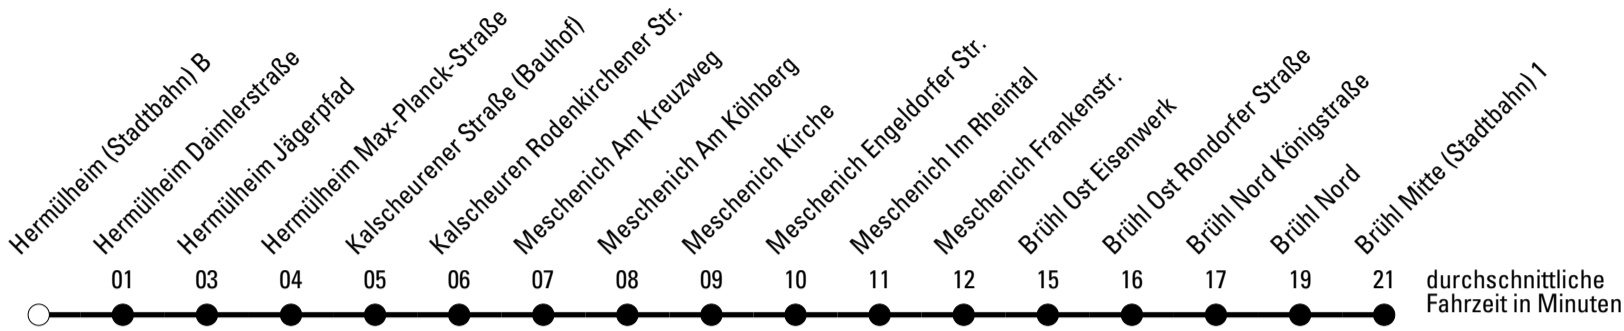 Hermülheim (Stadtbahn) B
Hermülheim Daimlerstraße
Hermülheim Jägerpfad
Hermülheim Max-Planck-Straße
Kalscheurener Straße (Bauhof)
Kalscheuren Rodenkirchener Str.
Meschenich Am Kreuzweg
Meschenich Am Kölnberg
Meschenich Kirche
Meschenich Engeldorfer Str.
Meschenich Im Rheintal
Meschenich Frankenstr.
Brühl Ost Eisenwerk
Brühl Ost Rondorfer Straße
Brühl Nord Königstraße
Brühl Nord
Brühl Mitte (Stadtbahn) 1
01 03 04 05 06 07 08 09 10 11 12 15 16 17 19 21
durchschnittliche
Fahrzeit in Minuten